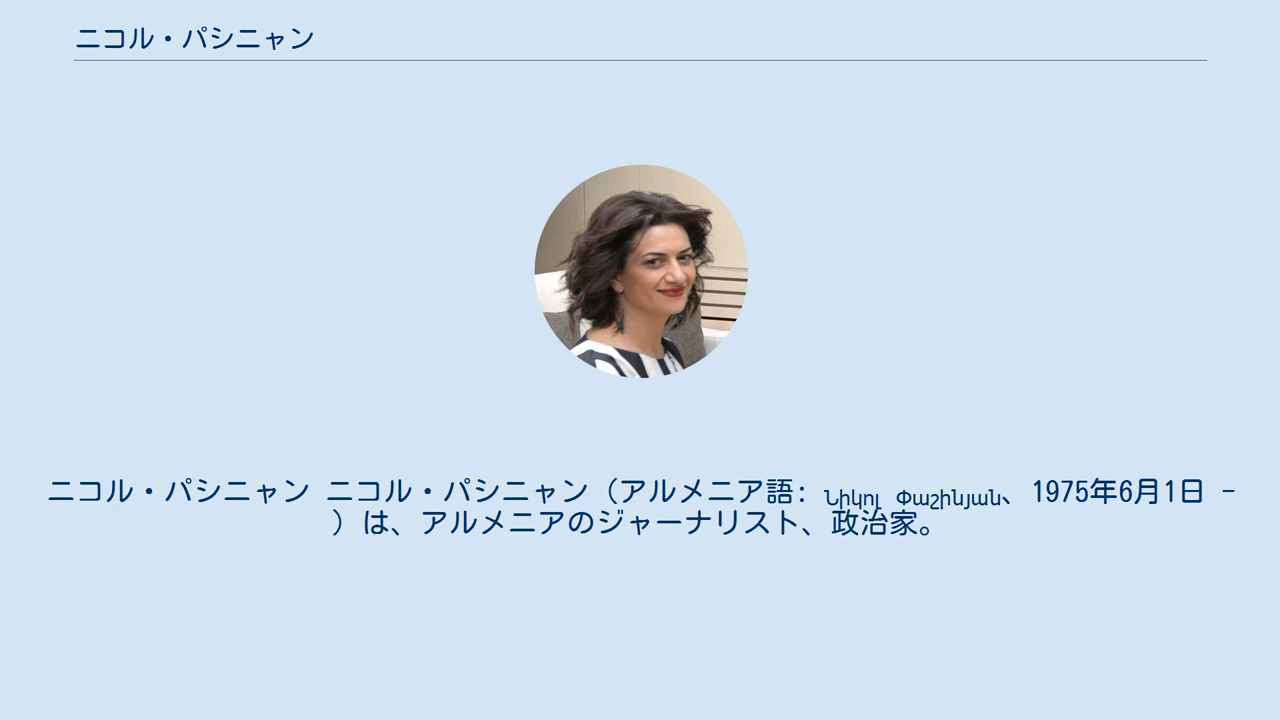 ニコル・パシニャン
ニコル・パシニャン ニコル・パシニャン（アルメニア語: Նիկոլ Փաշինյան、1975年6月1日 -
）は、アルメニアのジャーナリスト、政治家。